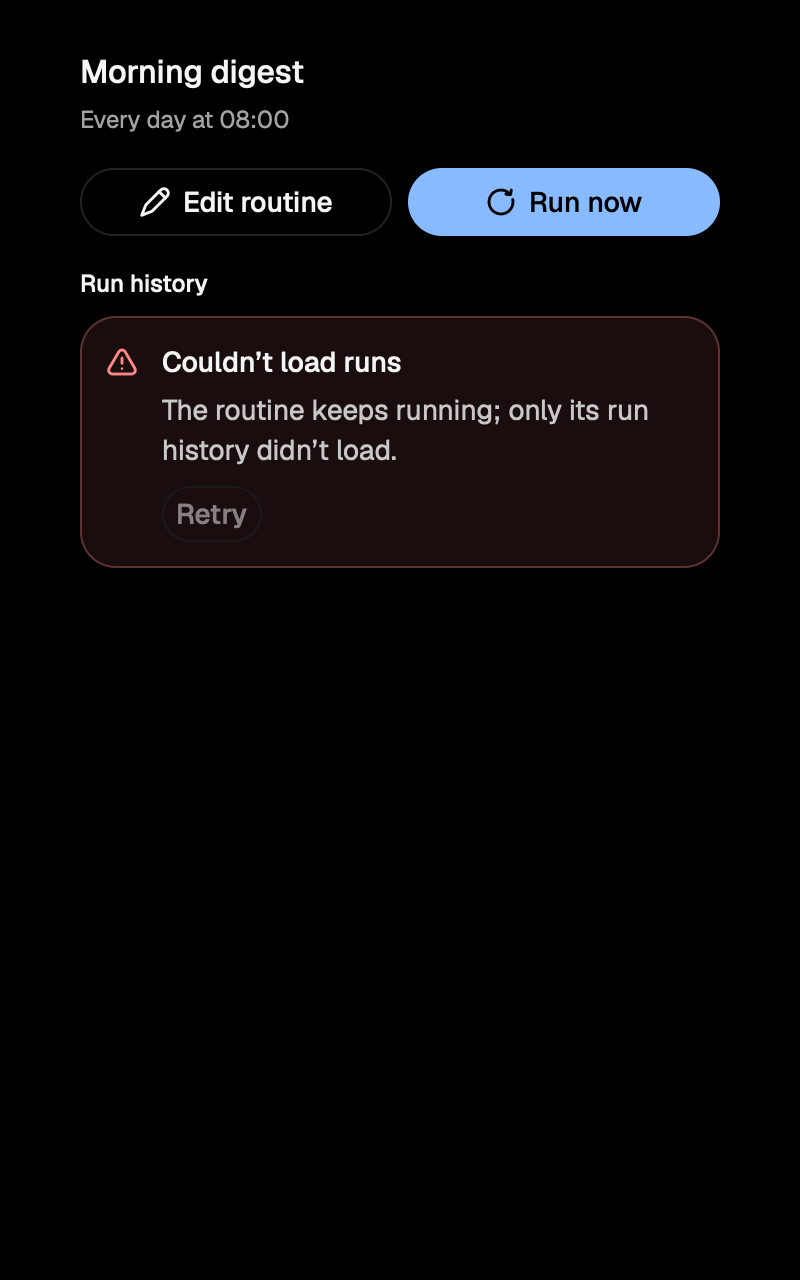 Morning digest
Every day at 08:00
Edit routine
Run now
Run history
Couldn’t load runs
The routine keeps running; only its run
history didn’t load.
Retry